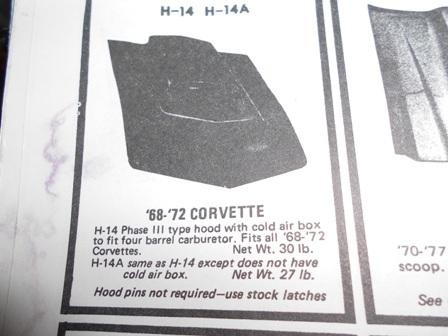 H-14 H-14A
'68-'72 CORVETTE
H-14 Phase III type hood with cold air box
to fit four barrel carburetor. Fits all '68-'72
Corvettes. Net Wt. 30 lb.
H-14A same as H-14 except does not have
cold air box. Net Wt. 27 lb.
Hood pins not required—use stock latches
'70-'77
scoop.
See